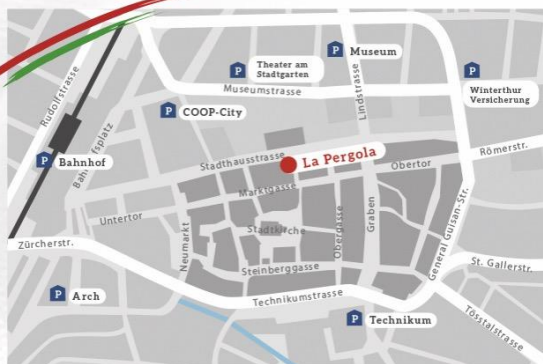 P Museum
P Theater am
Stadtgarten
Museumstrasse
P Winterthur
Versicherung
Rudolfstrasse
Lindstrasse
P COOP-City
Römerstr.
P Bahnhof
Stadthausstrasse
La Pergola
Obertor
Marktgasse
Untertor
Neumarkt
Stadtkirche
Obergasse
Graben
General Guisan-Str.
Zürcherstr.
Steinberggasse
St. Gallerstr.
P Arch
Technikumstrasse
P Technikum
Tösstalstrasse